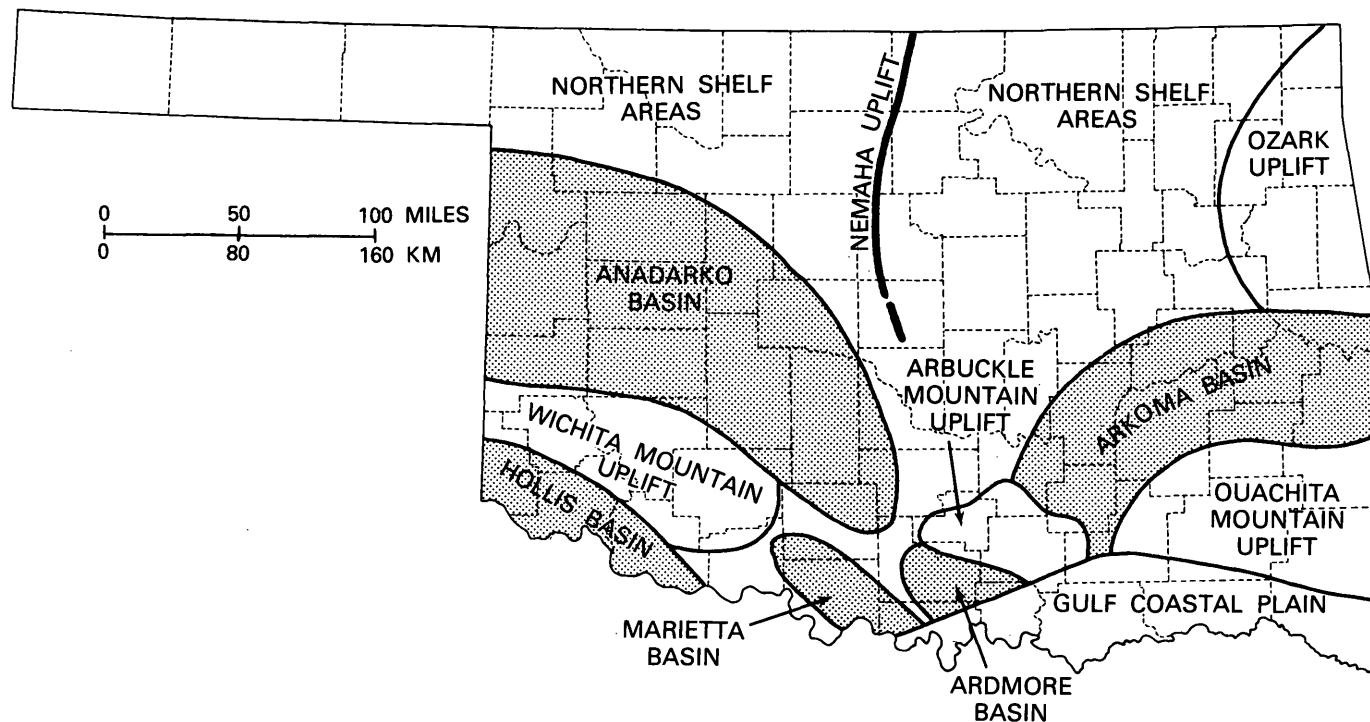 NORTHERN SHELF
AREAS
NEMAHA UPLIFT
NORTHERN SHELF
AREAS
OZARK
UPLIFT
0 50 100 MILES
0 80 160 KM
ANADARKO
BASIN
ARBUCKLE
MOUNTAIN
UPLIFT
ARKOMA BASIN
WICHITA MOUNTAIN
UPLIFT
HOLLIS BASIN
OUACHITA
MOUNTAIN
UPLIFT
GULF COASTAL PLAIN
MARIETTA
BASIN
ARDMORE
BASIN